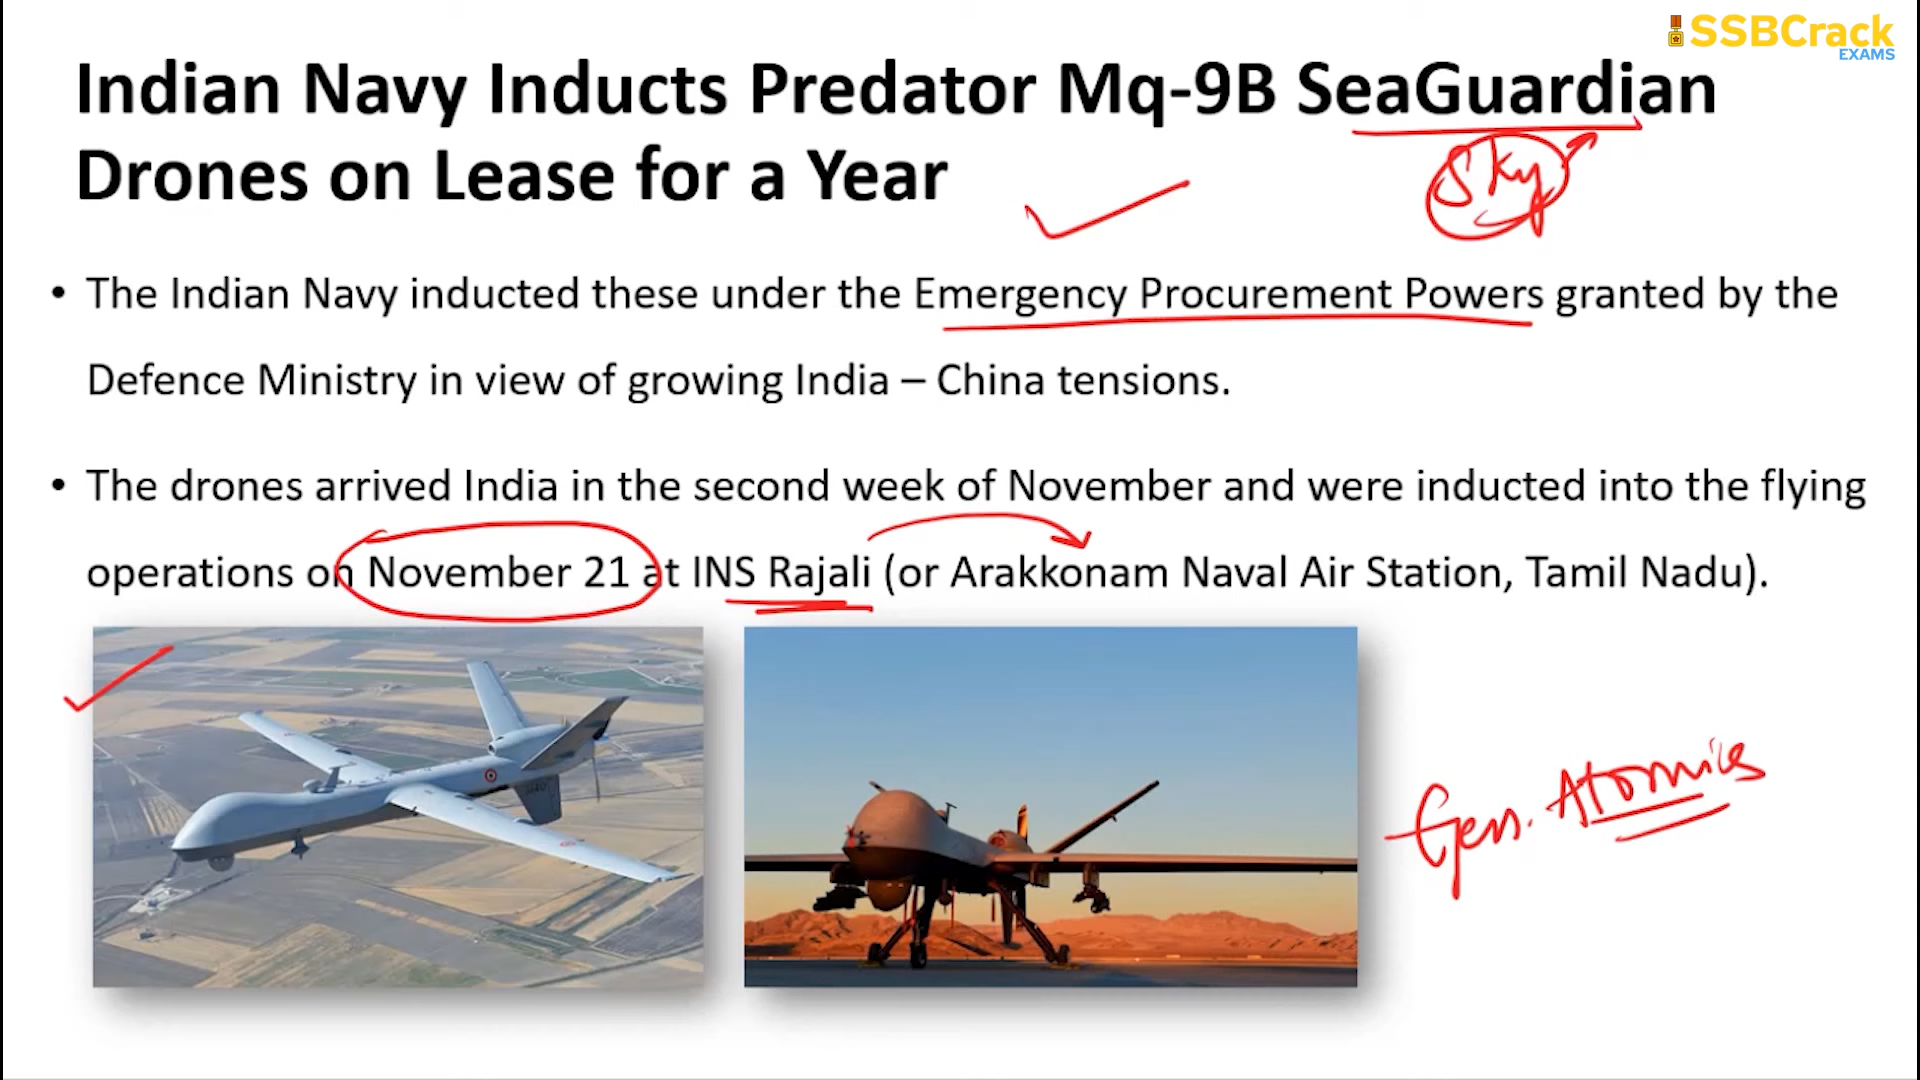 SSBCrack
EXAMS
Indian Navy Inducts Predator Mq-9B SeaGuardian
Drones on Lease for a Year
Sky
• The Indian Navy inducted these under the Emergency Procurement Powers granted by the
Defence Ministry in view of growing India – China tensions.
• The drones arrived India in the second week of November and were inducted into the flying
operations on November 21 at INS Rajali (or Arakkonam Naval Air Station, Tamil Nadu).
Gen. Atomics